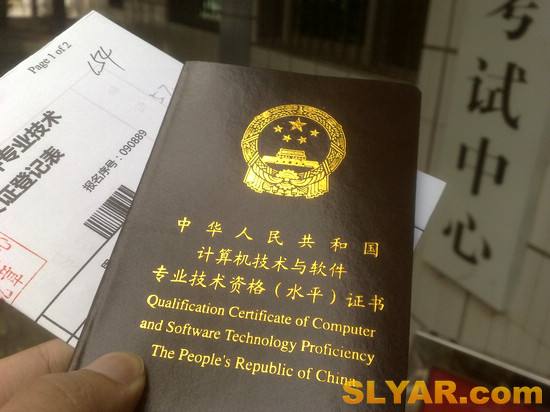 Page 1 of 2
专业技术
证登记表
报名序号：090889
考试中心
中华人民共和国
计算机技术与软件
专业技术资格（水平）证书
Qualification Certificate of Computer
and Software Technology Proficiency
The People's Republic of China
SLYAR.com